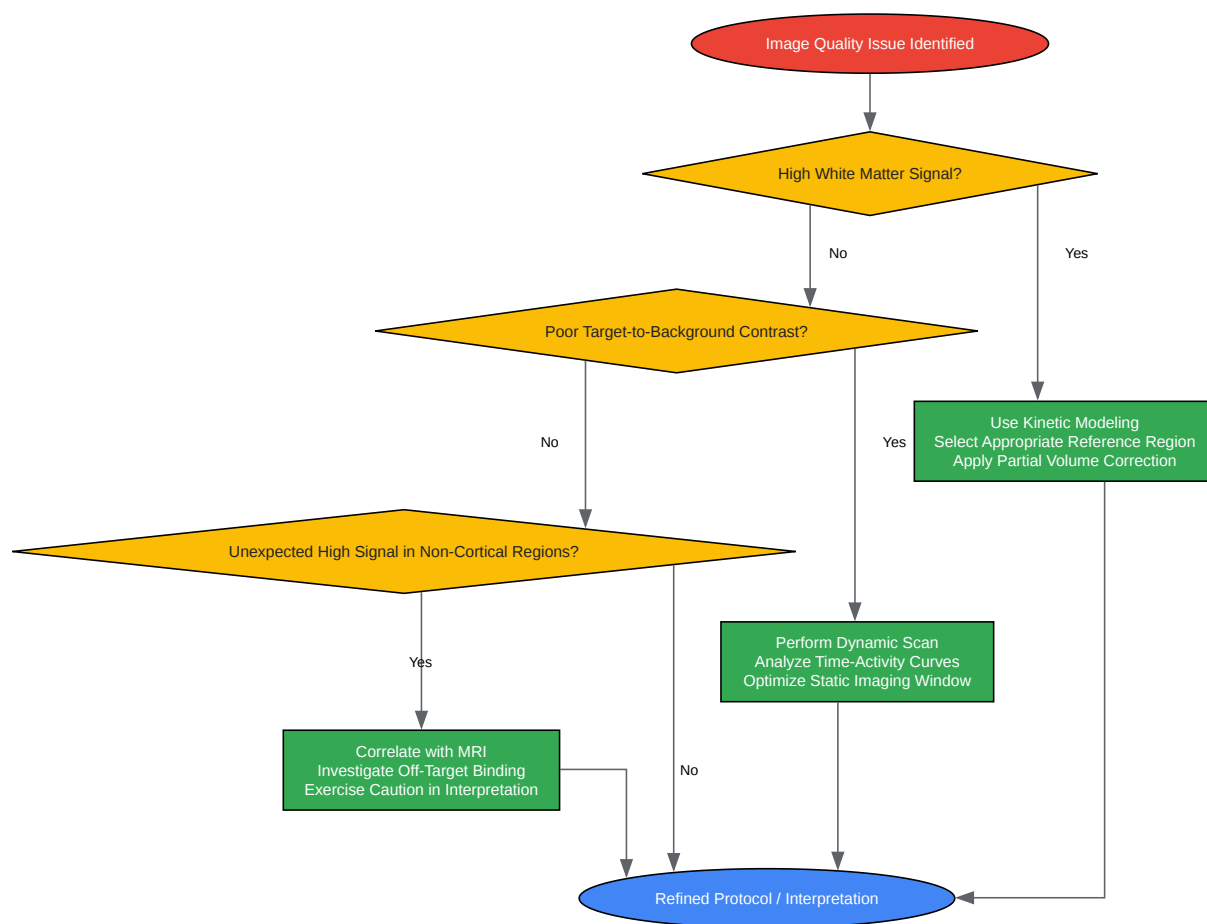 Image Quality Issue Identified
High White Matter Signal?
No
Yes
Poor Target-to-Background Contrast?
No
Yes
Use Kinetic Modeling
Select Appropriate Reference Region
Apply Partial Volume Correction
Unexpected High Signal in Non-Cortical Regions?
Yes
No
Perform Dynamic Scan
Analyze Time-Activity Curves
Optimize Static Imaging Window
Correlate with MRI
Investigate Off-Target Binding
Exercise Caution in Interpretation
Refined Protocol / Interpretation